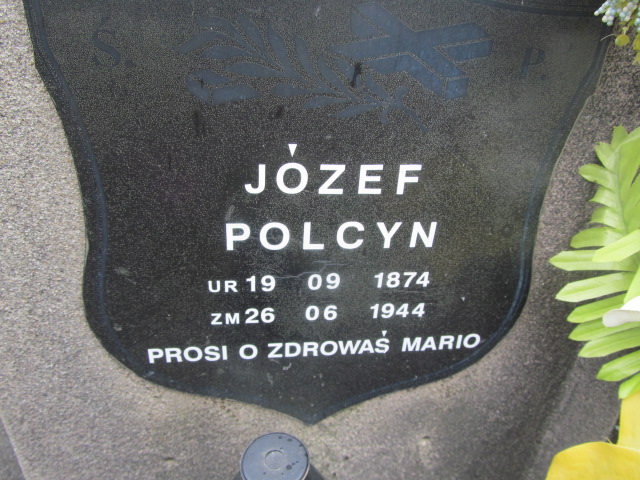 Ś. P.
JÓZEF
POLCYN
UR 19 09 1874
ZM 26 06 1944
PROSI O ZDROWAŚ MARIO